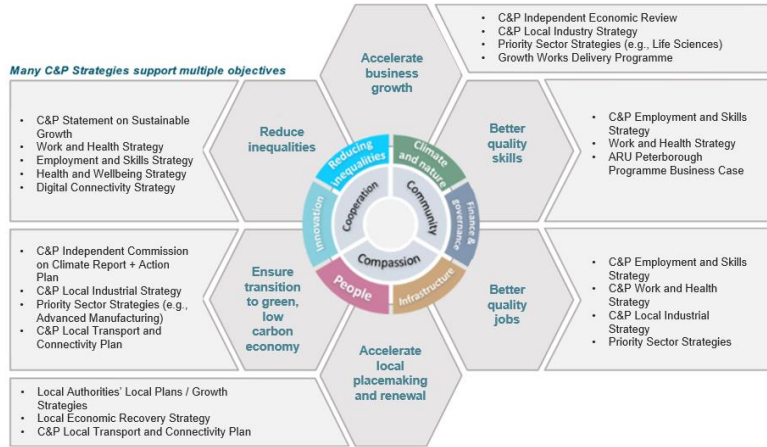 Many C&P Strategies support multiple objectives
• C&P Independent Economic Review
• C&P Local Industry Strategy
• Priority Sector Strategies (e.g., Life Sciences)
• Growth Works Delivery Programme
Accelerate
business
growth
• C&P Statement on Sustainable
Growth
• Work and Health Strategy
• Employment and Skills Strategy
• Health and Wellbeing Strategy
• Digital Connectivity Strategy
Reduce
inequalities
Better
quality
skills
• C&P Employment and Skills
Strategy
• Work and Health Strategy
• ARU Peterborough
Programme Business Case
Reducing
inequalities
Climate
and nature
Innovation
Cooperation
Community
Finance &
governance
Compassion
People
Infrastructure
• C&P Independent Commission
on Climate Report + Action
Plan
• C&P Local Industrial Strategy
• Priority Sector Strategies (e.g.,
Advanced Manufacturing)
• C&P Local Transport and
Connectivity Plan
Ensure
transition
to green,
low
carbon
economy
Better
quality
jobs
• C&P Employment and Skills
Strategy
• C&P Work and Health
Strategy
• C&P Local Industrial
Strategy
• Priority Sector Strategies
Accelerate
local
placemaking
and renewal
• Local Authorities' Local Plans / Growth
Strategies
• Local Economic Recovery Strategy
• C&P Local Transport and Connectivity Plan